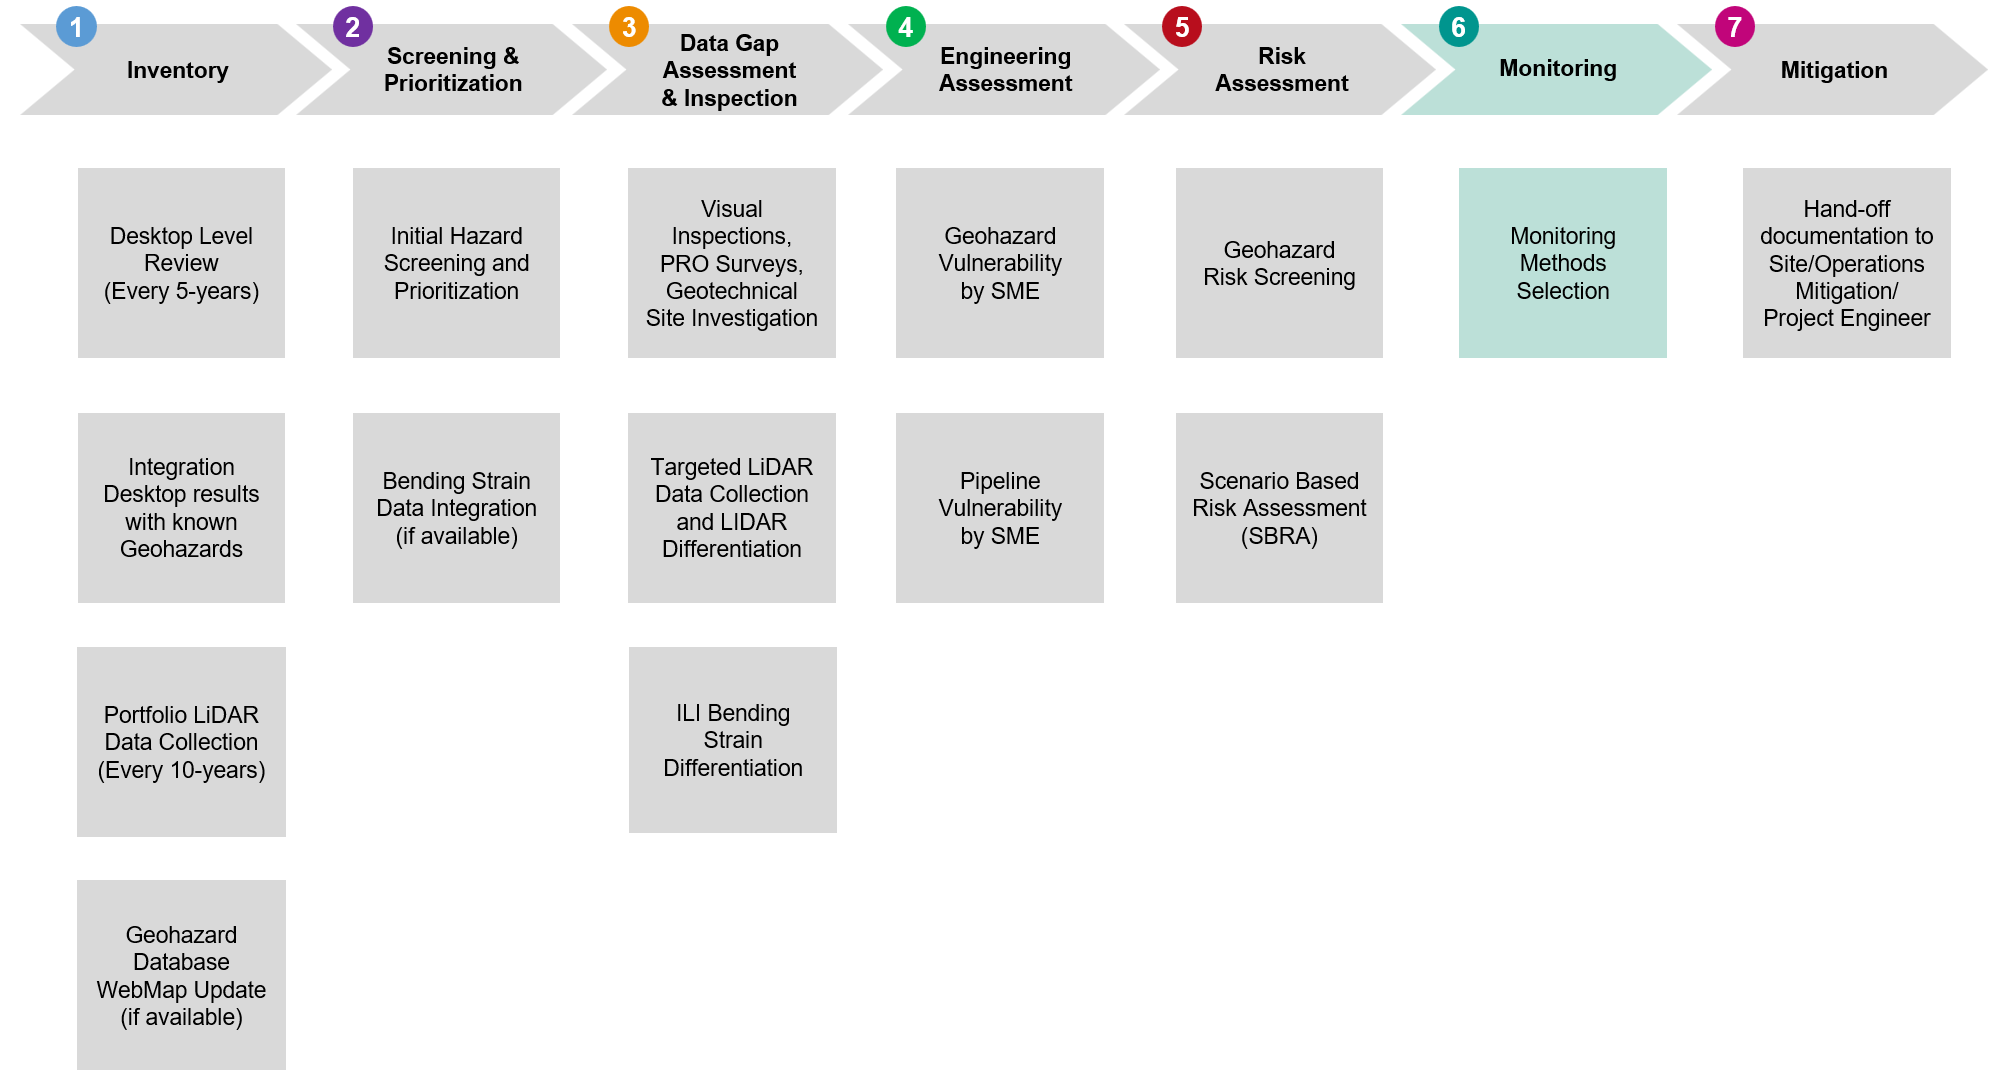 1
Inventory
2
Screening &
Prioritization
3
Data Gap
Assessment
& Inspection
4
Engineering
Assessment
5
Risk
Assessment
6
Monitoring
7
Mitigation
Desktop Level
Review
(Every 5-years)
Initial Hazard
Screening and
Prioritization
Visual
Inspections,
PRO Surveys,
Geotechnical
Site Investigation
Geohazard
Vulnerability
by SME
Geohazard
Risk Screening
Monitoring
Methods
Selection
Hand-off
documentation to
Site/Operations
Mitigation/
Project Engineer
Integration
Desktop results
with known
Geohazards
Bending Strain
Data Integration
(if available)
Targeted LiDAR
Data Collection
and LIDAR
Differentiation
Pipeline
Vulnerability
by SME
Scenario Based
Risk Assessment
(SBRA)
Portfolio LiDAR
Data Collection
(Every 10-years)
ILI Bending
Strain
Differentiation
Geohazard
Database
WebMap Update
(if available)